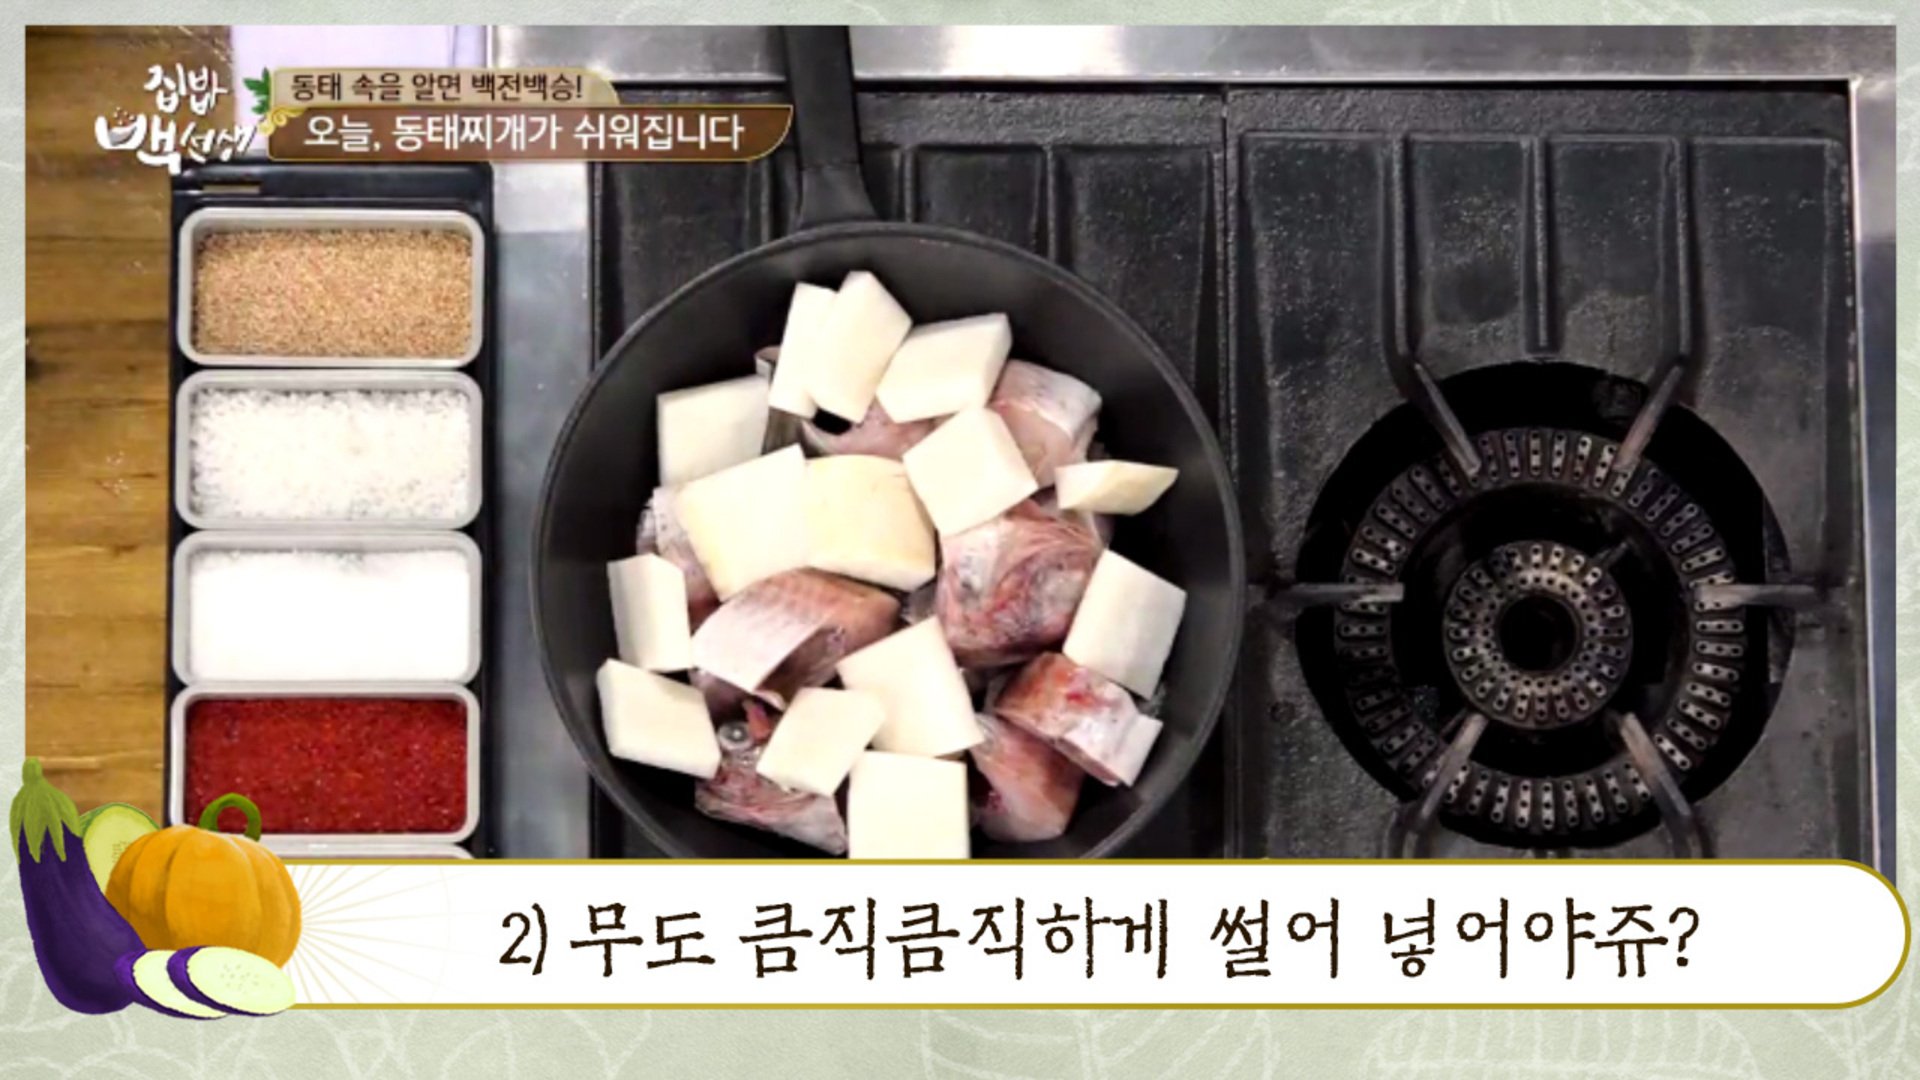 집밥
백선생
동태 속을 알면 백전백승!
오늘, 동태찌개가 쉬워집니다
2) 무도 큼직큼직하게 썰어 넣어야쥬?